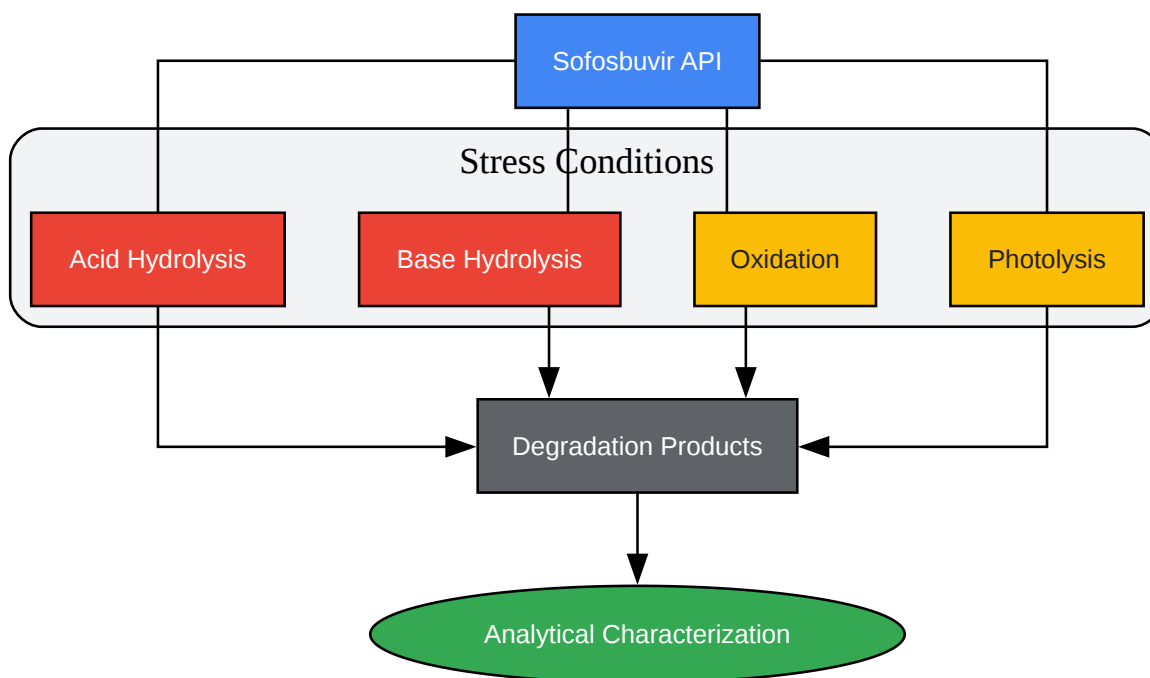 Sofosbuvir API
Stress Conditions
Acid Hydrolysis
Base Hydrolysis
Oxidation
Photolysis
Degradation Products
Analytical Characterization